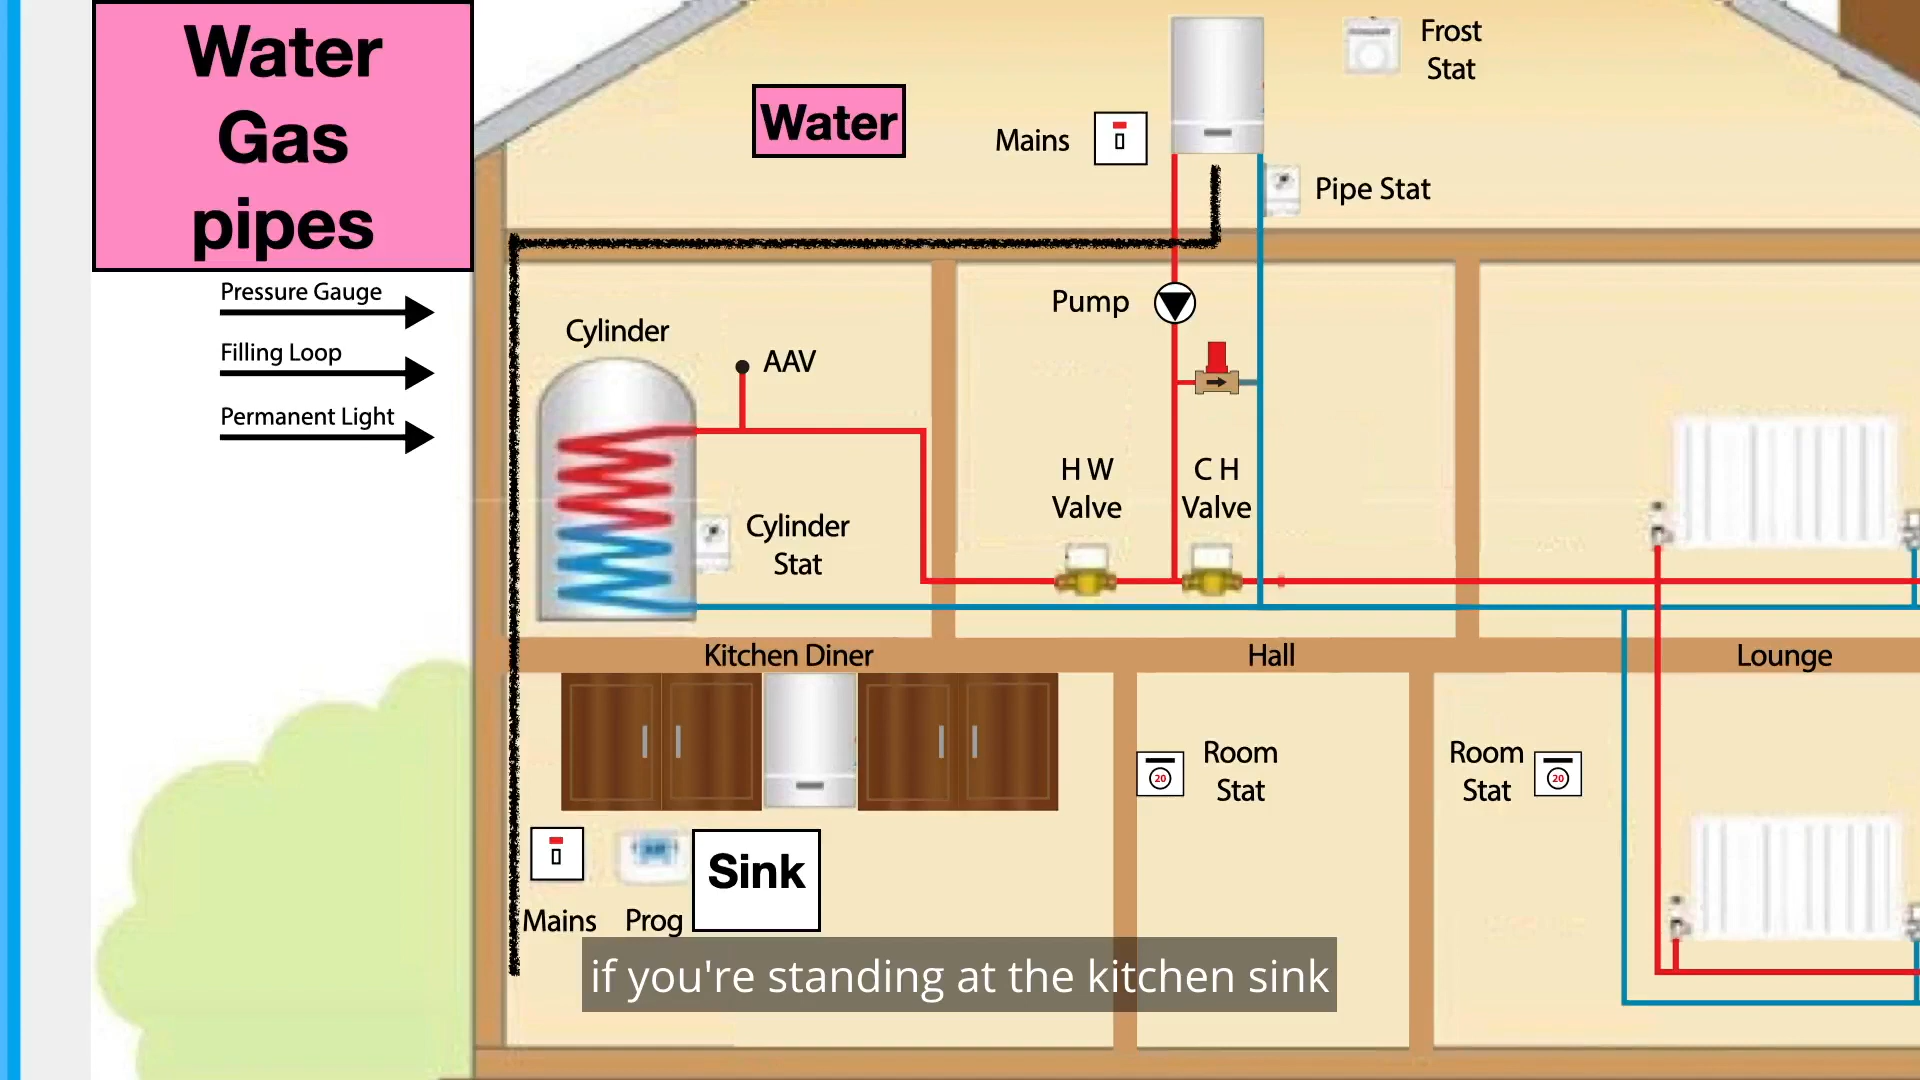 Water
Gas
pipes
Pressure Gauge
Filling Loop
Permanent Light
Water
Mains
Frost
Stat
Pipe Stat
Pump
Cylinder
AAV
H W
Valve
C H
Valve
Cylinder
Stat
Kitchen Diner
Hall
Lounge
Room
Stat
20
Room
Stat
20
Mains
Prog
Sink
if you're standing at the kitchen sink